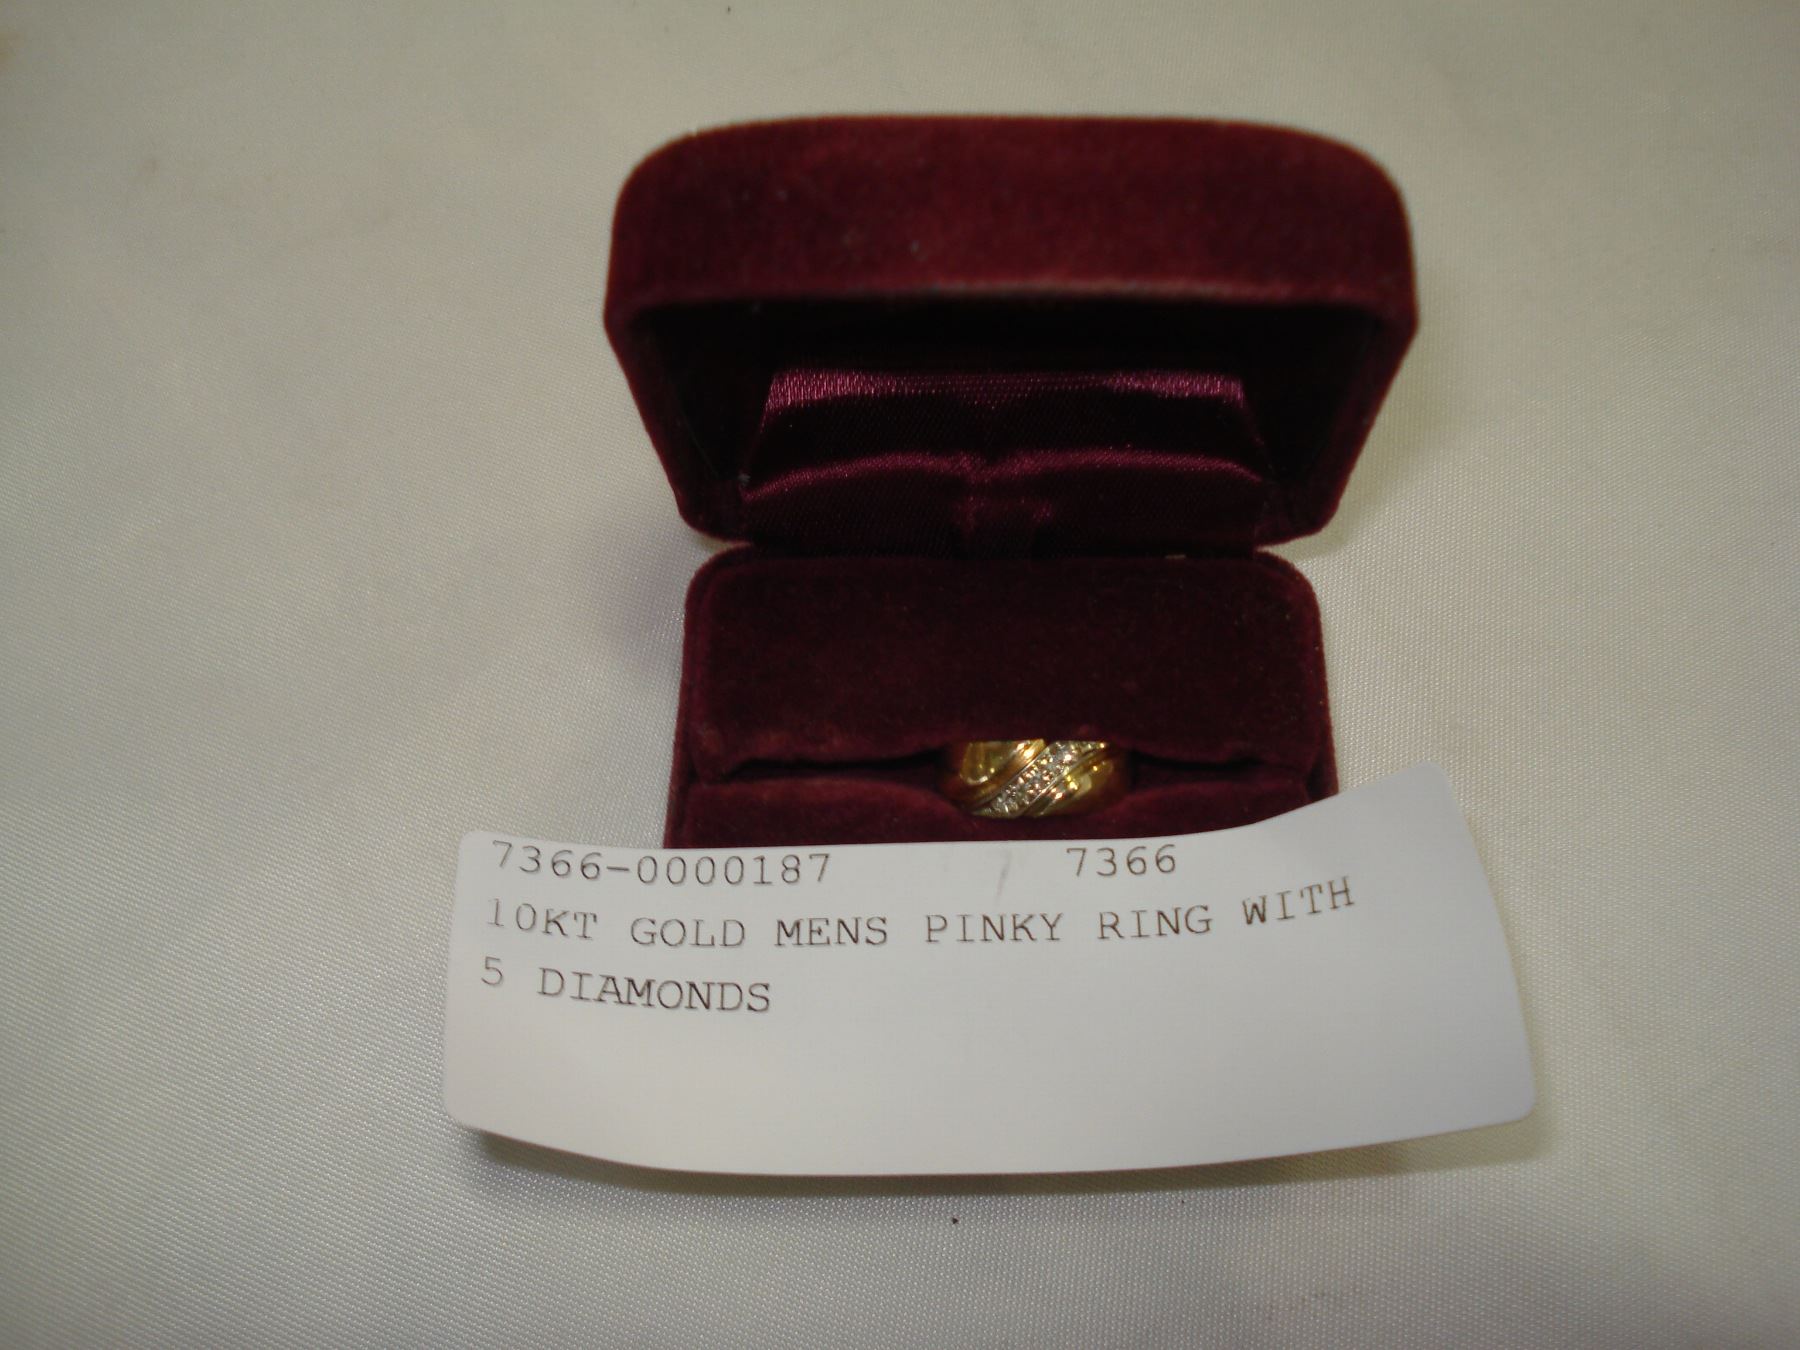 7366-0000187 7366
10KT GOLD MENS PINKY RING WITH
5 DIAMONDS